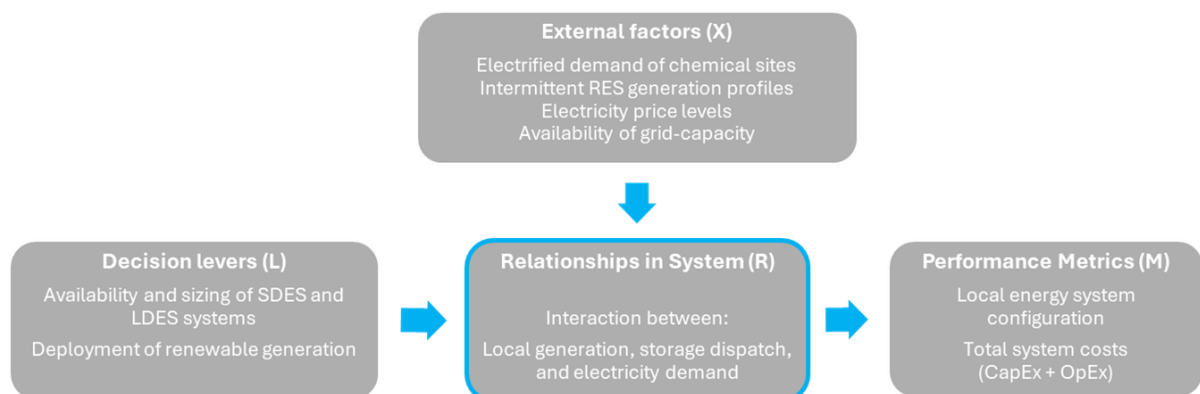 External factors (X)
Electrified demand of chemical sites
Intermittent RES generation profiles
Electricity price levels
Availability of grid-capacity
Decision levers (L)
Availability and sizing of SDES and
LDES systems
Deployment of renewable generation
Relationships in System (R)
Interaction between:
Local generation, storage dispatch,
and electricity demand
Performance Metrics (M)
Local energy system
configuration
Total system costs
(CapEx + OpEx)